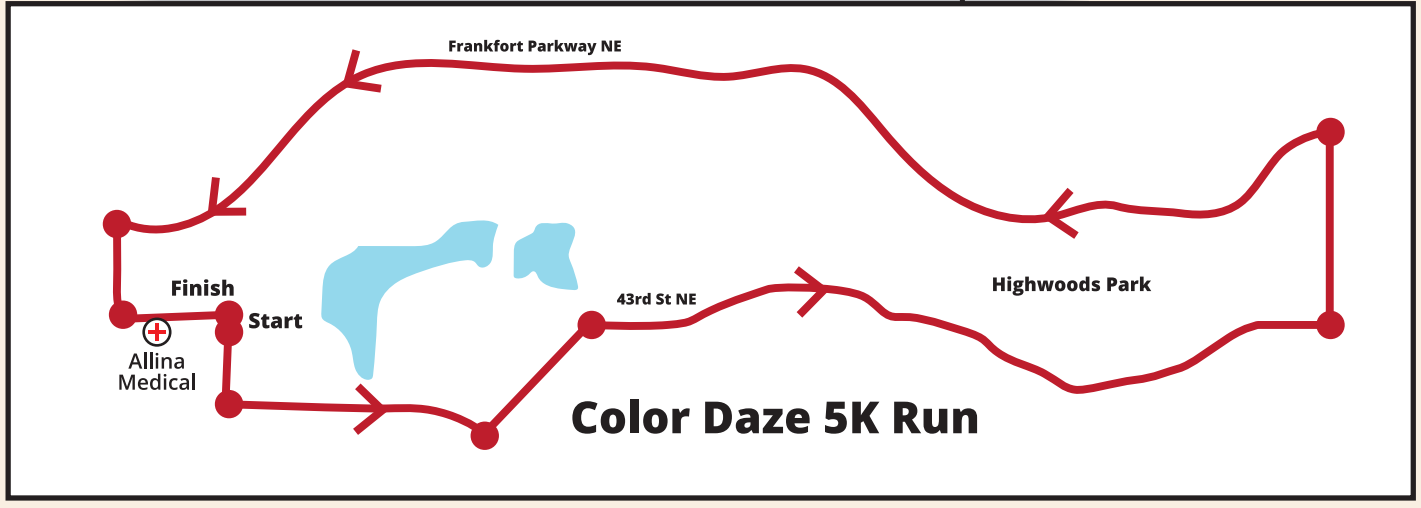 Frankfort Parkway NE
Finish
Start
Allina
Medical
43rd St NE
Highwoods Park
Color Daze 5K Run